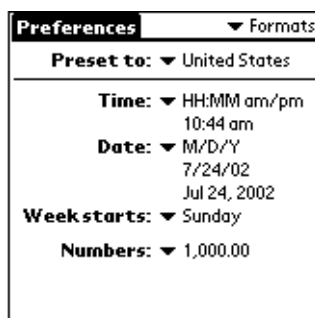 Preferences Formats
Preset to: United States
Time: HH:MM am/pm
10:44 am
Date: M/D/Y
7/24/02
Jul 24, 2002
Week starts: Sunday
Numbers: 1,000.00